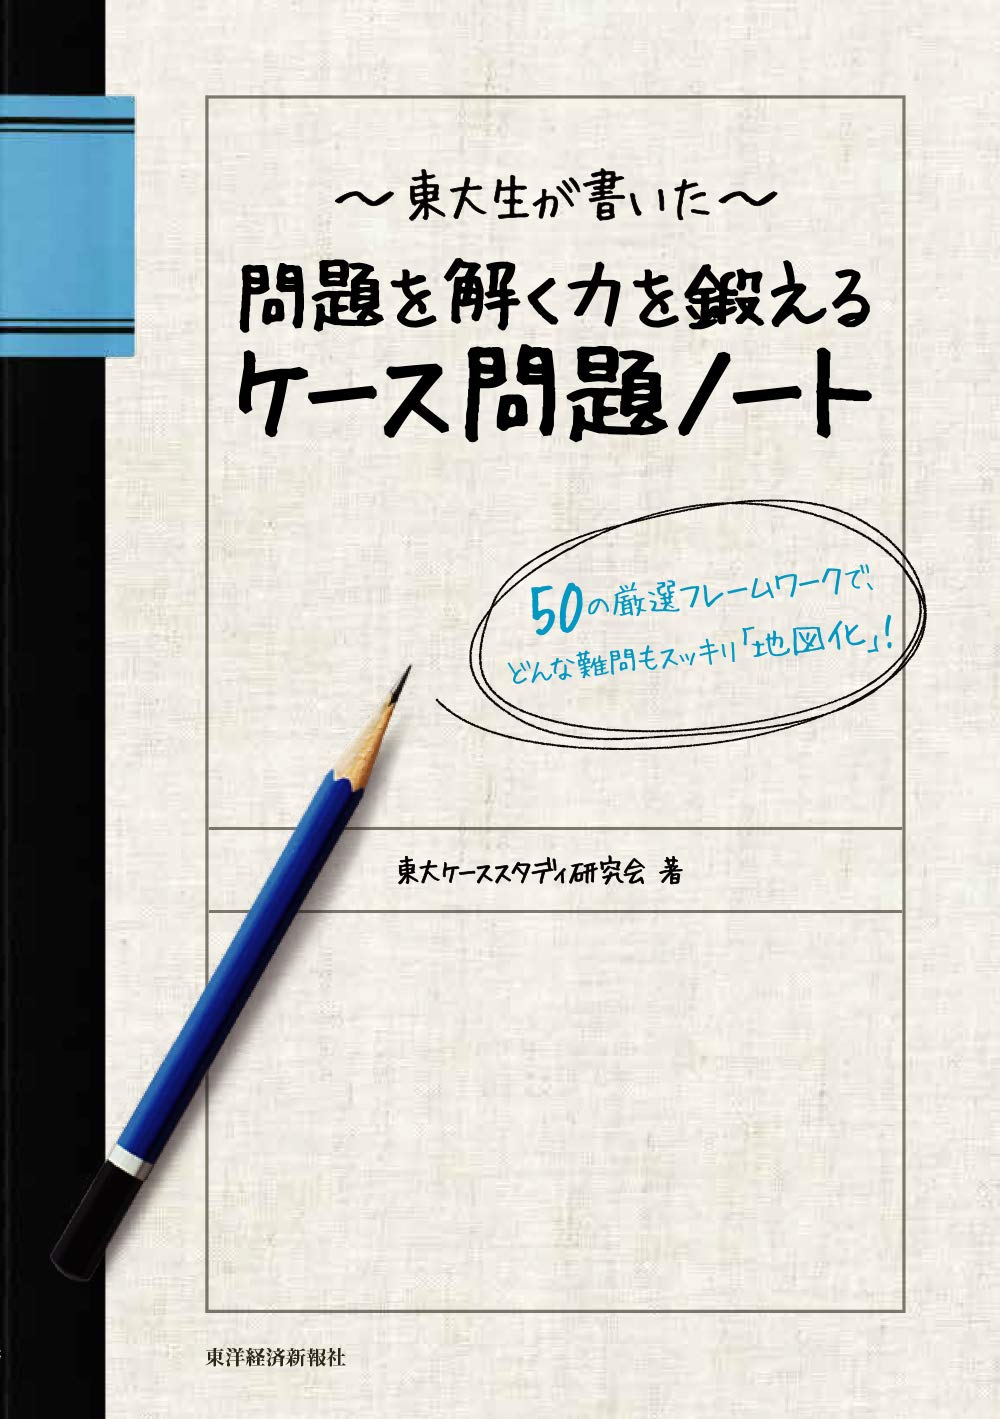 〜東大生が書いた〜
問題を解く力を鍛える
ケース問題ノート
50の厳選フレームワークで、
どんな難問もスッキリ「地図化」!
東大ケーススタディ研究会 著
東洋経済新報社